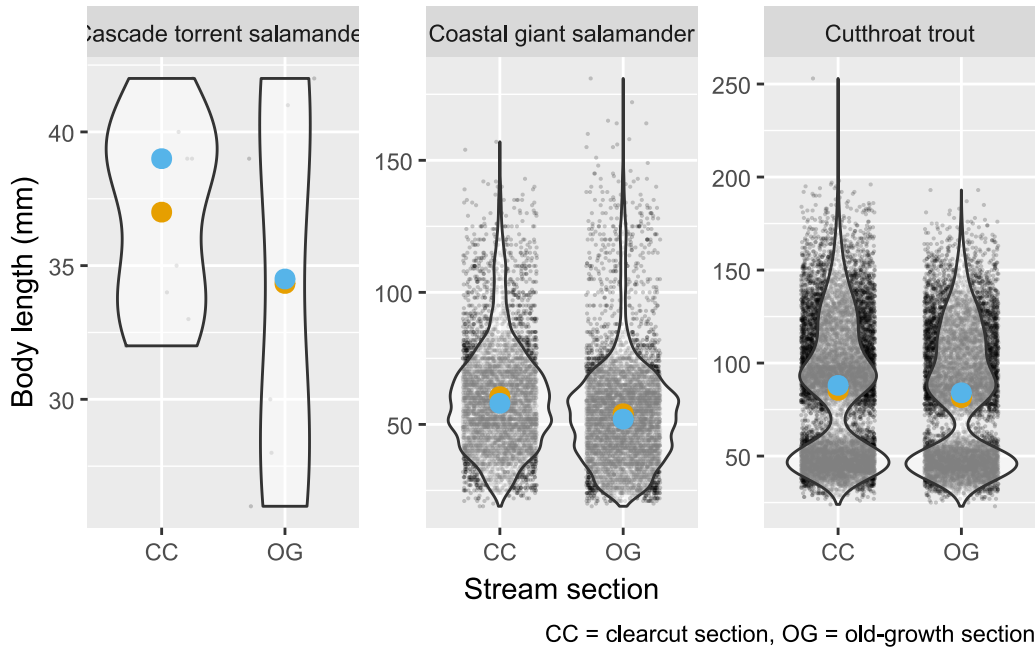 Cascade torrent salamande
Coastal giant salamander
Cutthroat trout
Body length (mm)
40
35
30
150
100
50
250
200
150
100
50
CC
OG
CC
OG
CC
OG
Stream section
CC = clearcut section, OG = old-growth section